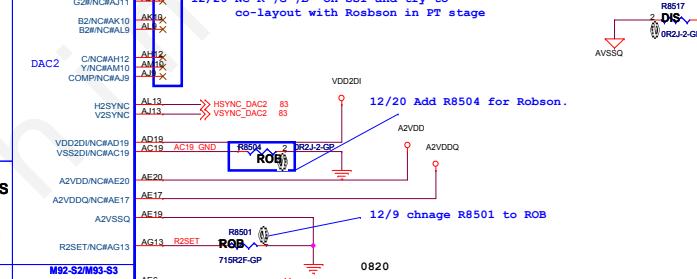 G2#/NC#AJ11
12/20 NC R /G /B on SSI and try to
co-layout with Rosbson in PT stage
B2/NC#AK10
AK10
B2#/NC#AL9
AL9
DAC2
C/NC#AH12
AH12
Y/NC#AM10
AM10
COMP/NC#AJ9
AJ9
R8517
2
DIS
0R2J-2-GP
AVSSQ
VDD2DI
H2SYNC
AL13
HSYNC_DAC2 83
V2SYNC
AJ13
VSYNC_DAC2 83
12/20 Add R8504 for Robson.
A2VDD
A2VDDQ
VDD2DI/NC#AD19
AD19
VSS2DI/NC#AC19
AC19
AC19_GND
1
R8504
2
0R2J-2-GP
ROB
A2VDD/NC#AE20
AE20
A2VDDQ/NC#AE17
AE17
S
A2VSSQ
AE19
12/9 chnage R8501 to ROB
R2SET/NC#AG13
AG13
R2SET
R8501
ROB
715R2F-GP
M92-S2/M93-S3
0820